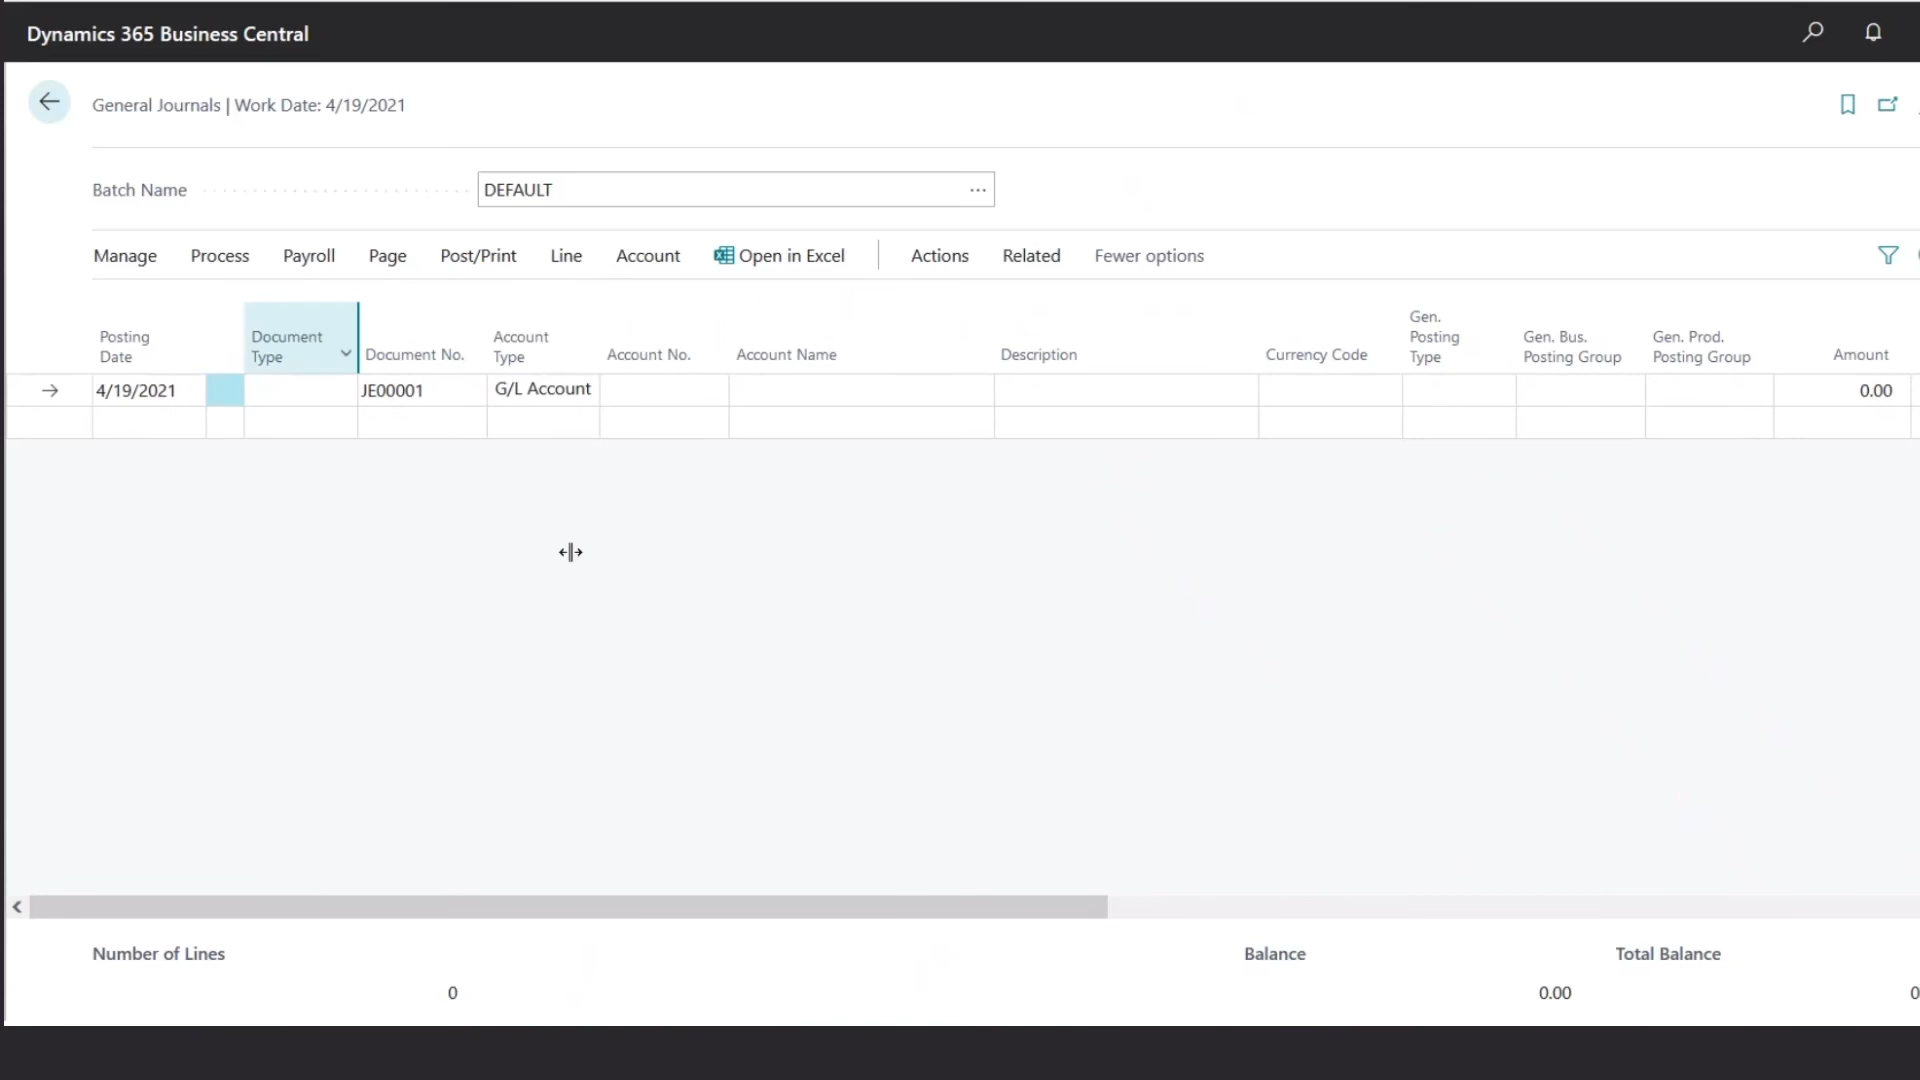 Dynamics 365 Business Central
General Journals | Work Date: 4/19/2021
Batch Name
DEFAULT
Manage Process Payroll Page Post/Print Line Account Open in Excel Actions Related Fewer options
Posting Date
Document Type
Document No.
Account Type
Account No.
Account Name
Description
Currency Code
Gen. Posting Type
Gen. Bus. Posting Group
Gen. Prod. Posting Group
Amount
4/19/2021 JE00001 G/L Account 0.00
Number of Lines Balance Total Balance
0 0.00 0